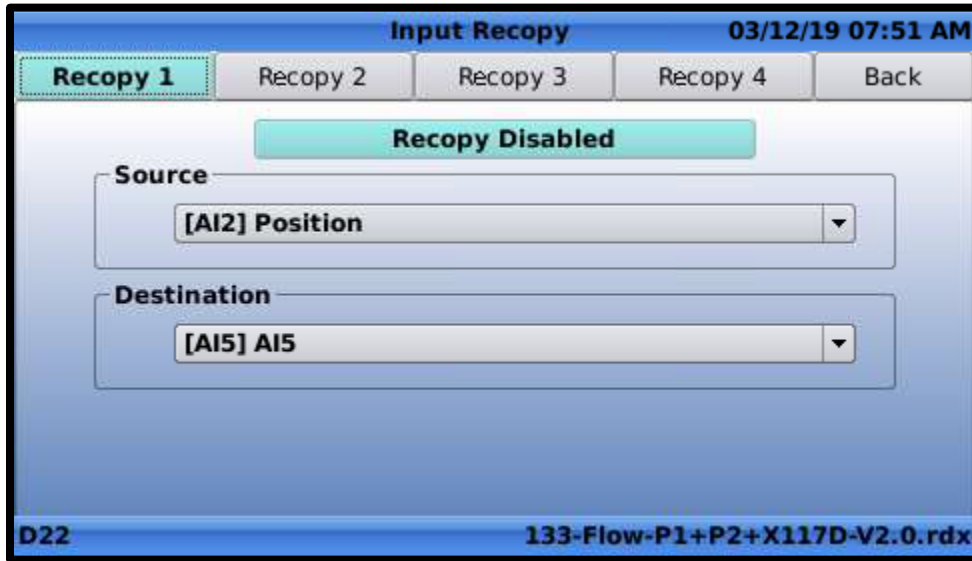 Input Recopy 03/12/19 07:51 AM
Recopy 1 Recopy 2 Recopy 3 Recopy 4 Back
Recopy Disabled
Source
[AI2] Position
Destination
[AI5] AI5
D22 133-Flow-P1+P2+X117D-V2.0.rdx